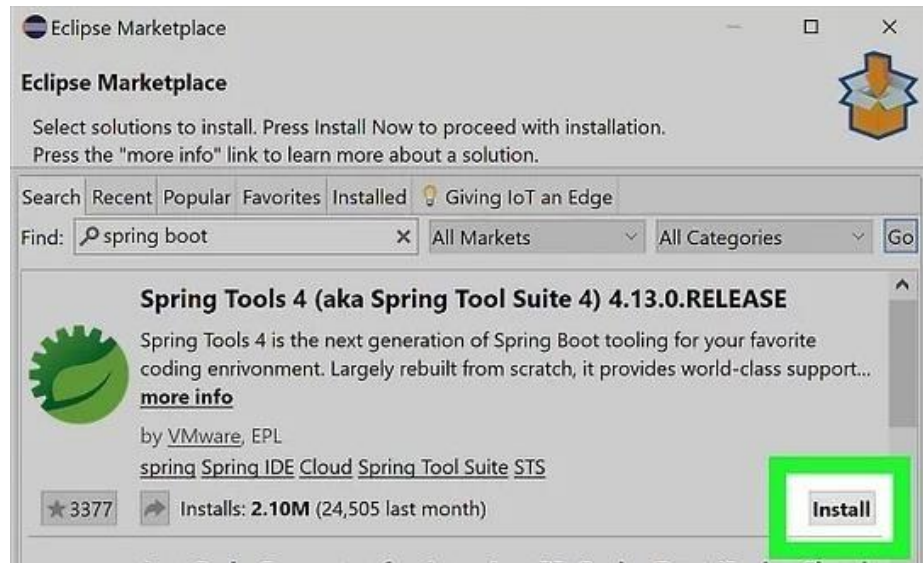 Eclipse Marketplace
Eclipse Marketplace
Select solutions to install. Press Install Now to proceed with installation.
Press the "more info" link to learn more about a solution.
Search Recent Popular Favorites Installed Giving IoT an Edge
Find: spring boot All Markets All Categories Go
Spring Tools 4 (aka Spring Tool Suite 4) 4.13.0.RELEASE
Spring Tools 4 is the next generation of Spring Boot tooling for your favorite
coding enrivonment. Largely rebuilt from scratch, it provides world-class support...
more info
by VMware, EPL
spring Spring IDE Cloud Spring Tool Suite STS
3377 Installs: 2.10M (24,505 last month) Install